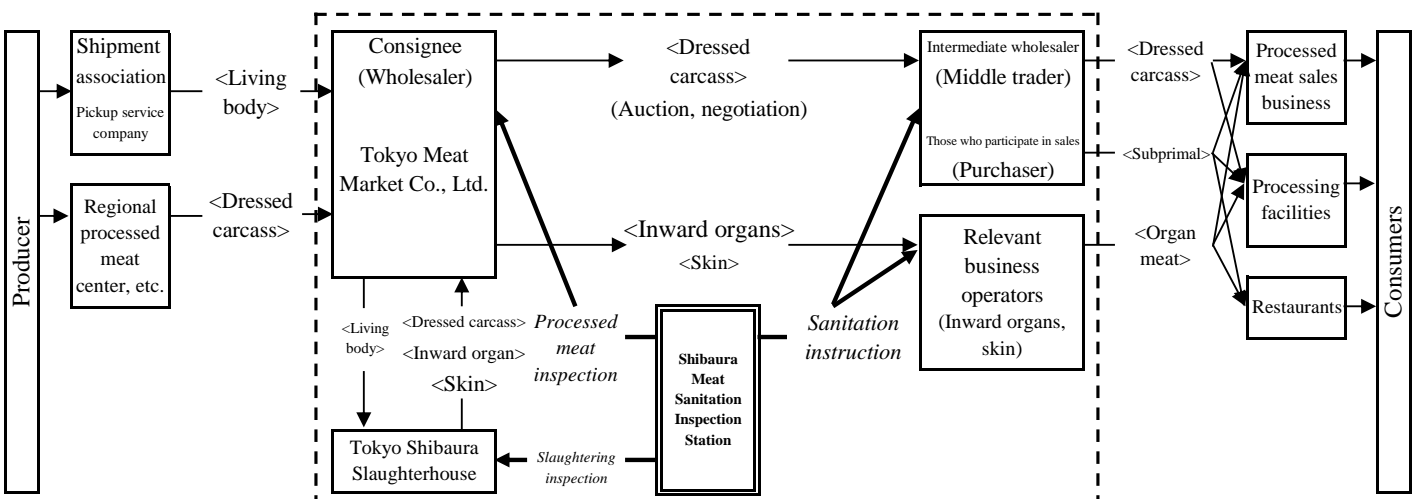 Producer
Shipment
association
Pickup service
company
<Living
body>
Regional
processed
meat
center, etc.
<Dressed
carcass>
Consignee
(Wholesaler)
Tokyo Meat
Market Co., Ltd.
<Dressed
carcass>
(Auction, negotiation)
<Inward organs>
<Skin>
Intermediate wholesaler
(Middle trader)
Those who participate in sales
(Purchaser)
Relevant
business
operators
(Inward organs,
skin)
<Living
body>
<Dressed carcass>
<Inward organ>
<Skin>
Processed
meat
inspection
Shibaura
Meat
Sanitation
Inspection
Station
Sanitation
instruction
Tokyo Shibaura
Slaughterhouse
Slaughtering
inspection
<Dressed
carcass>
<Subprimal>
<Organ
meat>
Processed
meat sales
business
Processing
facilities
Restaurants
Consumers